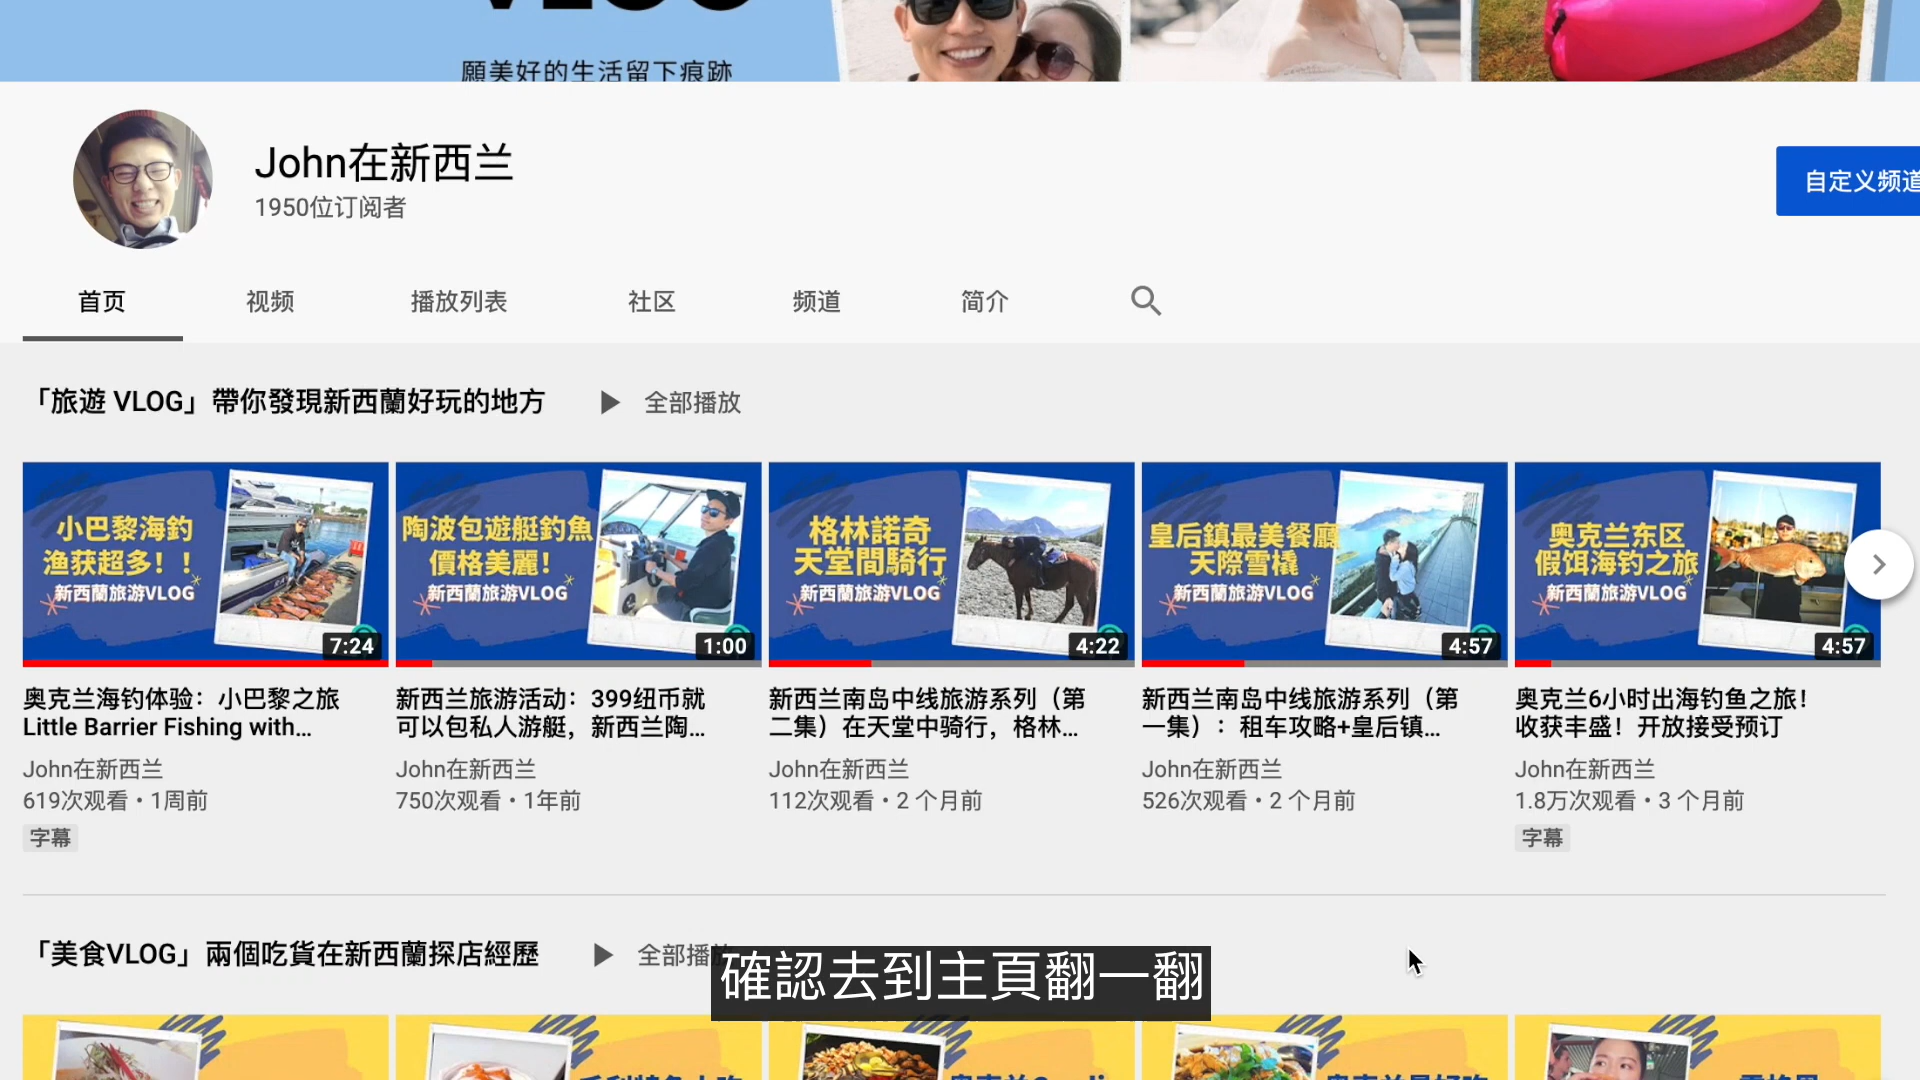 願美好的生活留下痕跡
John在新西兰
1950位订阅者
自定义频道
首页 视频 播放列表 社区 频道 简介
「旅遊 VLOG」帶你發現新西蘭好玩的地方 全部播放
小巴黎海釣
渔获超多！！
新西蘭旅游VLOG
7:24
陶波包遊艇釣魚
價格美麗！
新西蘭旅游VLOG
1:00
格林諾奇
天堂間騎行
新西蘭旅游VLOG
4:22
皇后鎮最美餐廳
天際雪橇
新西蘭旅游VLOG
4:57
奥克兰东区
假饵海钓之旅
新西蘭旅游VLOG
4:57
奥克兰海钓体验：小巴黎之旅
Little Barrier Fishing with...
John在新西兰
619次观看 • 1周前
字幕
新西兰旅游活动：399纽币就
可以包私人游艇，新西兰陶...
John在新西兰
750次观看 • 1年前
新西兰南岛中线旅游系列（第
二集）在天堂中骑行，格林...
John在新西兰
112次观看 • 2 个月前
新西兰南岛中线旅游系列（第
一集）：租车攻略+皇后镇...
John在新西兰
526次观看 • 2 个月前
奥克兰6小时出海钓鱼之旅！
收获丰盛！开放接受预订
John在新西兰
1.8万次观看 • 3 个月前
字幕
「美食VLOG」兩個吃貨在新西蘭探店經歷 全部播放
確認去到主頁翻一翻